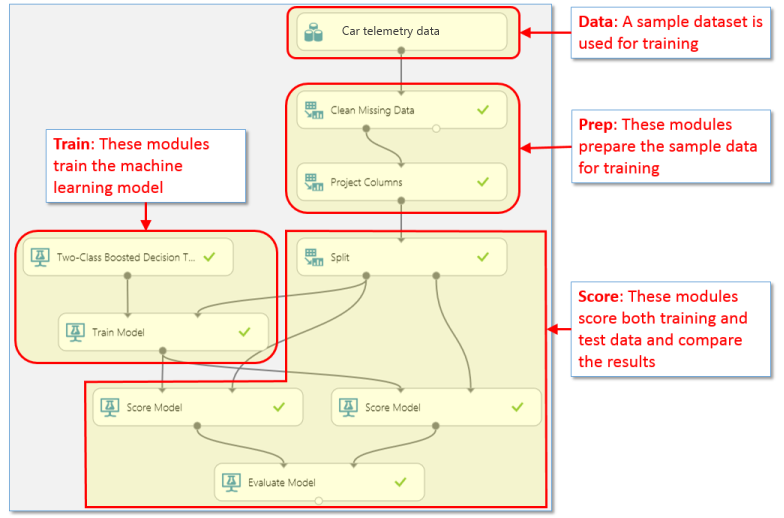 Car telemetry data
Data: A sample dataset is
used for training
Clean Missing Data
Prep: These modules
prepare the sample data
for training
Train: These modules
train the machine
learning model
Project Columns
Two-Class Boosted Decision T...
Split
Score: These modules
score both training and
test data and compare
the results
Train Model
Score Model
Score Model
Evaluate Model